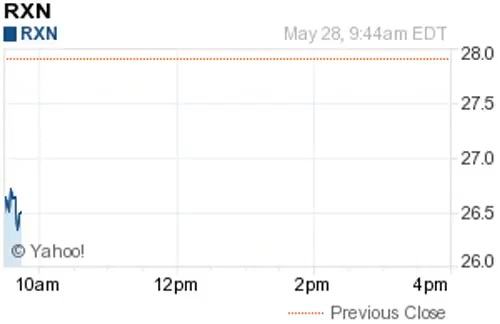 RXN
RXN May 28, 9:44am EDT
28.0
27.5
27.0
26.5
26.0
© Yahoo!
10am 12pm 2pm 4pm
Previous Close